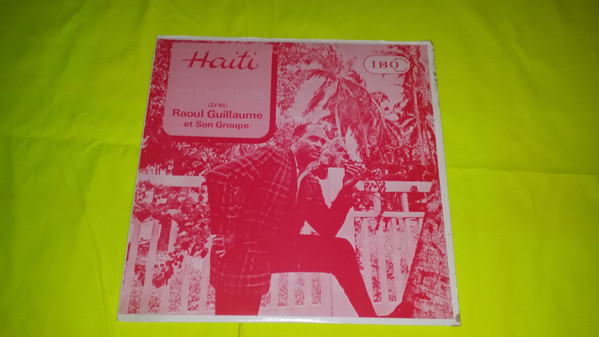 Haiti
avec
Raoul Guillaume
et Son Groupe
IBO